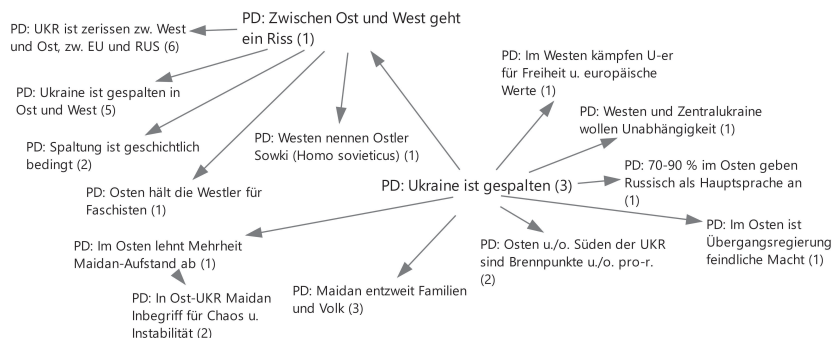 PD: UKR ist zerissen zw. West
und Ost, zw. EU und RUS (6)
PD: Zwischen Ost und West geht
ein Riss (1)
PD: Ukraine ist gespalten in
Ost und West (5)
PD: Spaltung ist geschichtlich
bedingt (2)
PD: Osten hält die Westler für
Faschisten (1)
PD: Westen nennen Ostler
Sowki (Homo sovieticus) (1)
PD: Im Westen kämpfen U-er
für Freiheit u. europäische
Werte (1)
PD: Westen und Zentralukraine
wollen Unabhängigkeit (1)
PD: 70-90 % im Osten geben
Russisch als Hauptsprache an
(1)
PD: Ukraine ist gespalten (3)
PD: Im Osten ist
Übergangsregierung
feindliche Macht (1)
PD: Osten u./o. Süden der UKR
sind Brennpunkte u./o. pro-r.
(2)
PD: Maidan entzweit Familien
und Volk (3)
PD: Im Osten lehnt Mehrheit
Maidan-Aufstand ab (1)
PD: In Ost-UKR Maidan
Inbegriff für Chaos u.
Instabilität (2)